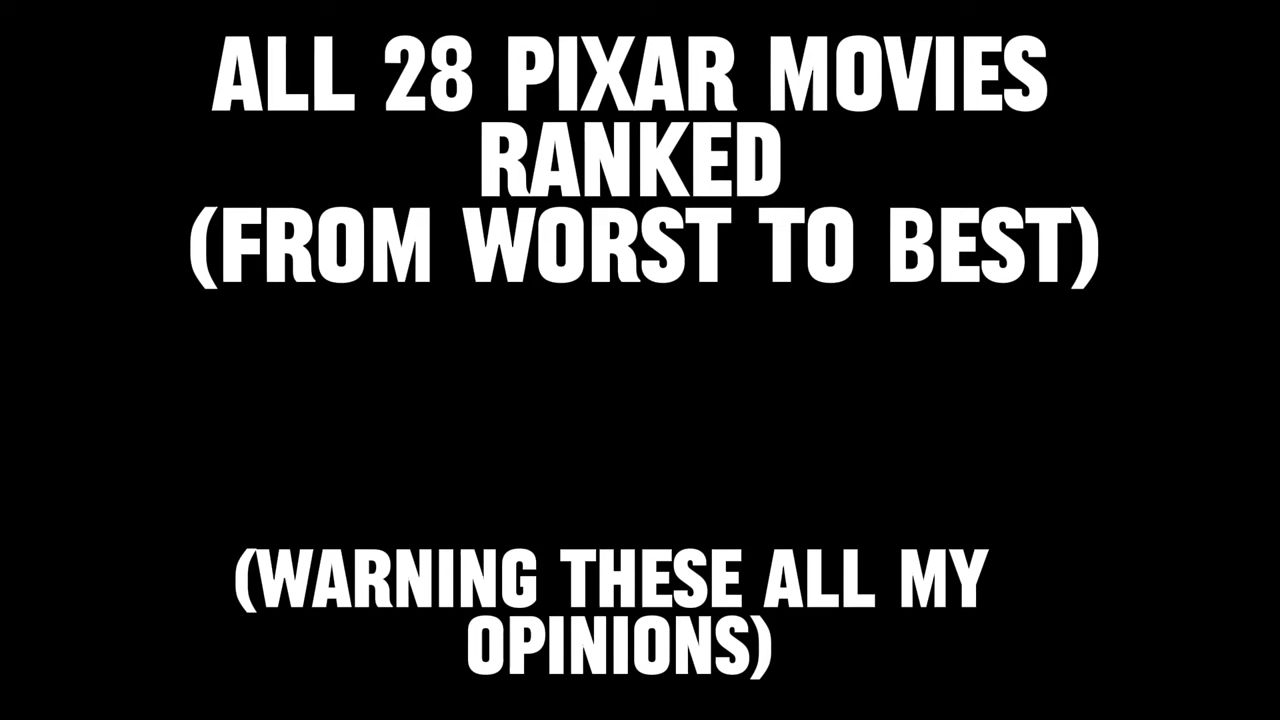 ALL 28 PIXAR MOVIES
RANKED
(FROM WORST TO BEST)
(WARNING THESE ALL MY
OPINIONS)